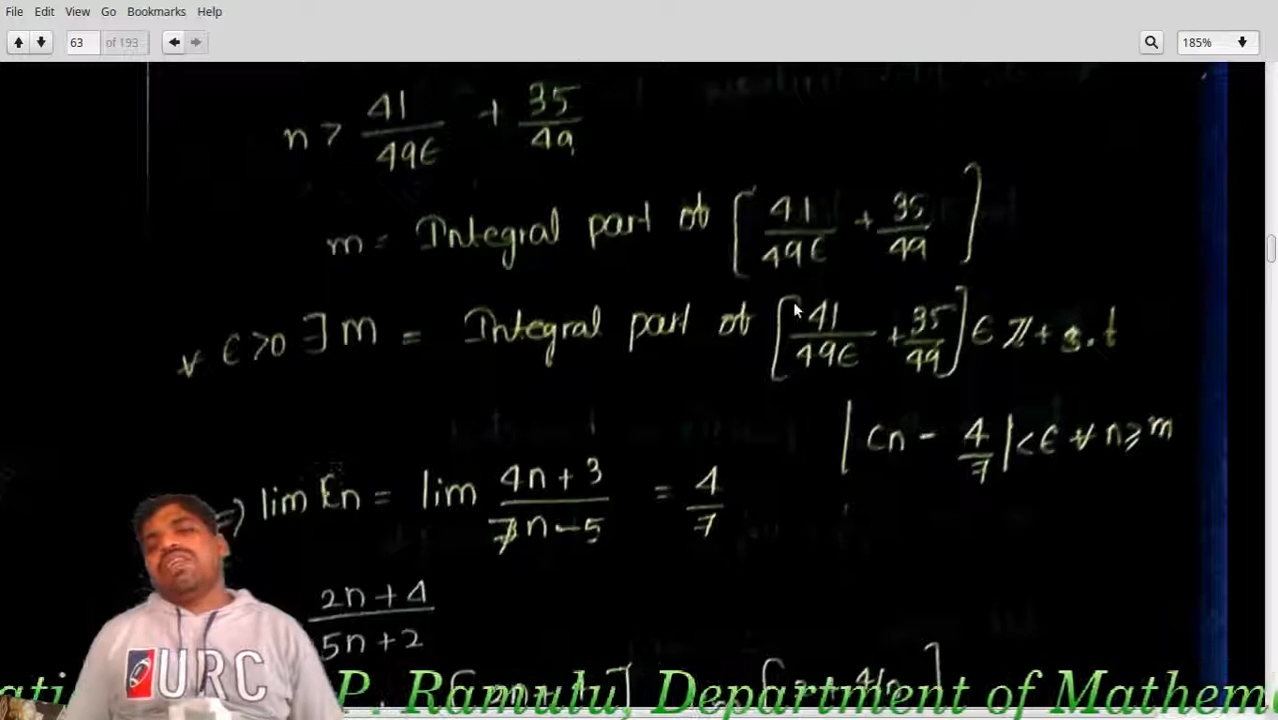 File Edit View Go Bookmarks Help
63 of 193 185%
n > 41/49ϵ + 35/49
m = Integral part of [41/49ϵ + 35/49]
∀ ϵ>0 ∃ m = Integral part of [41/49ϵ + 35/49] ∈ Z+ s.t
|Cn - 4/7| < ϵ ∀ n ≥ m
⇒ lim Cn = lim 4n+3/7n-5 = 4/7
2n+4/5n+2
URC
P. Ramulu, Department of Mathem